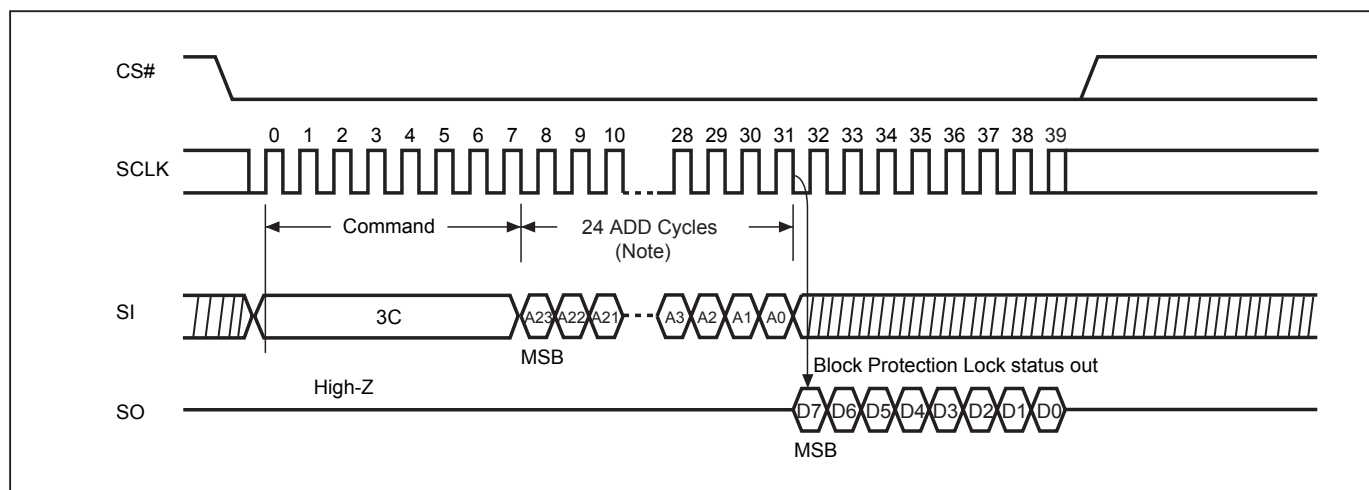 CS#
0 1 2 3 4 5 6 7 8 9 10 28 29 30 31 32 33 34 35 36 37 38 39
SCLK
Command
24 ADD Cycles
(Note)
SI
3C
A23 A22 A21 A3 A2 A1 A0
MSB
Block Protection Lock status out
High-Z
SO
D7 D6 D5 D4 D3 D2 D1 D0
MSB